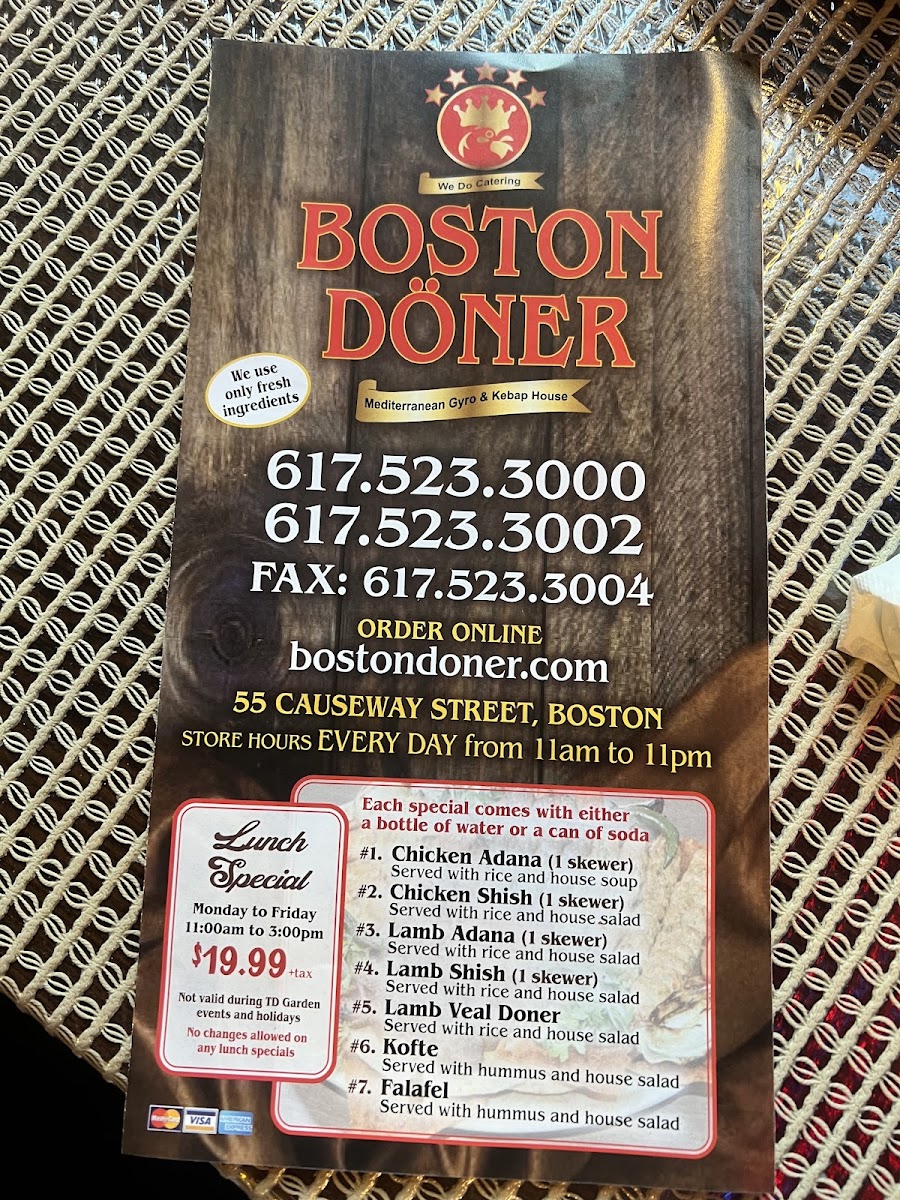 We Do Catering
BOSTON
DÖNER
We use
only fresh
ingredients
Mediterranean Gyro & Kebap House
617.523.3000
617.523.3002
FAX: 617.523.3004
ORDER ONLINE
bostondoner.com
55 CAUSEWAY STREET, BOSTON
STORE HOURS EVERY DAY from 11am to 11pm
Lunch
Special
Monday to Friday
11:00am to 3:00pm
$19.99 +tax
Not valid during TD Garden
events and holidays
No changes allowed on
any lunch specials
Each special comes with either
a bottle of water or a can of soda
#1. Chicken Adana (1 skewer)
Served with rice and house soup
#2. Chicken Shish (1 skewer)
Served with rice and house salad
#3. Lamb Adana (1 skewer)
Served with rice and house salad
#4. Lamb Shish (1 skewer)
Served with rice and house salad
#5. Lamb Veal Doner
Served with rice and house salad
#6. Kofte
Served with hummus and house salad
#7. Falafel
Served with hummus and house salad
MasterCard
VISA
AMERICAN
EXPRESS